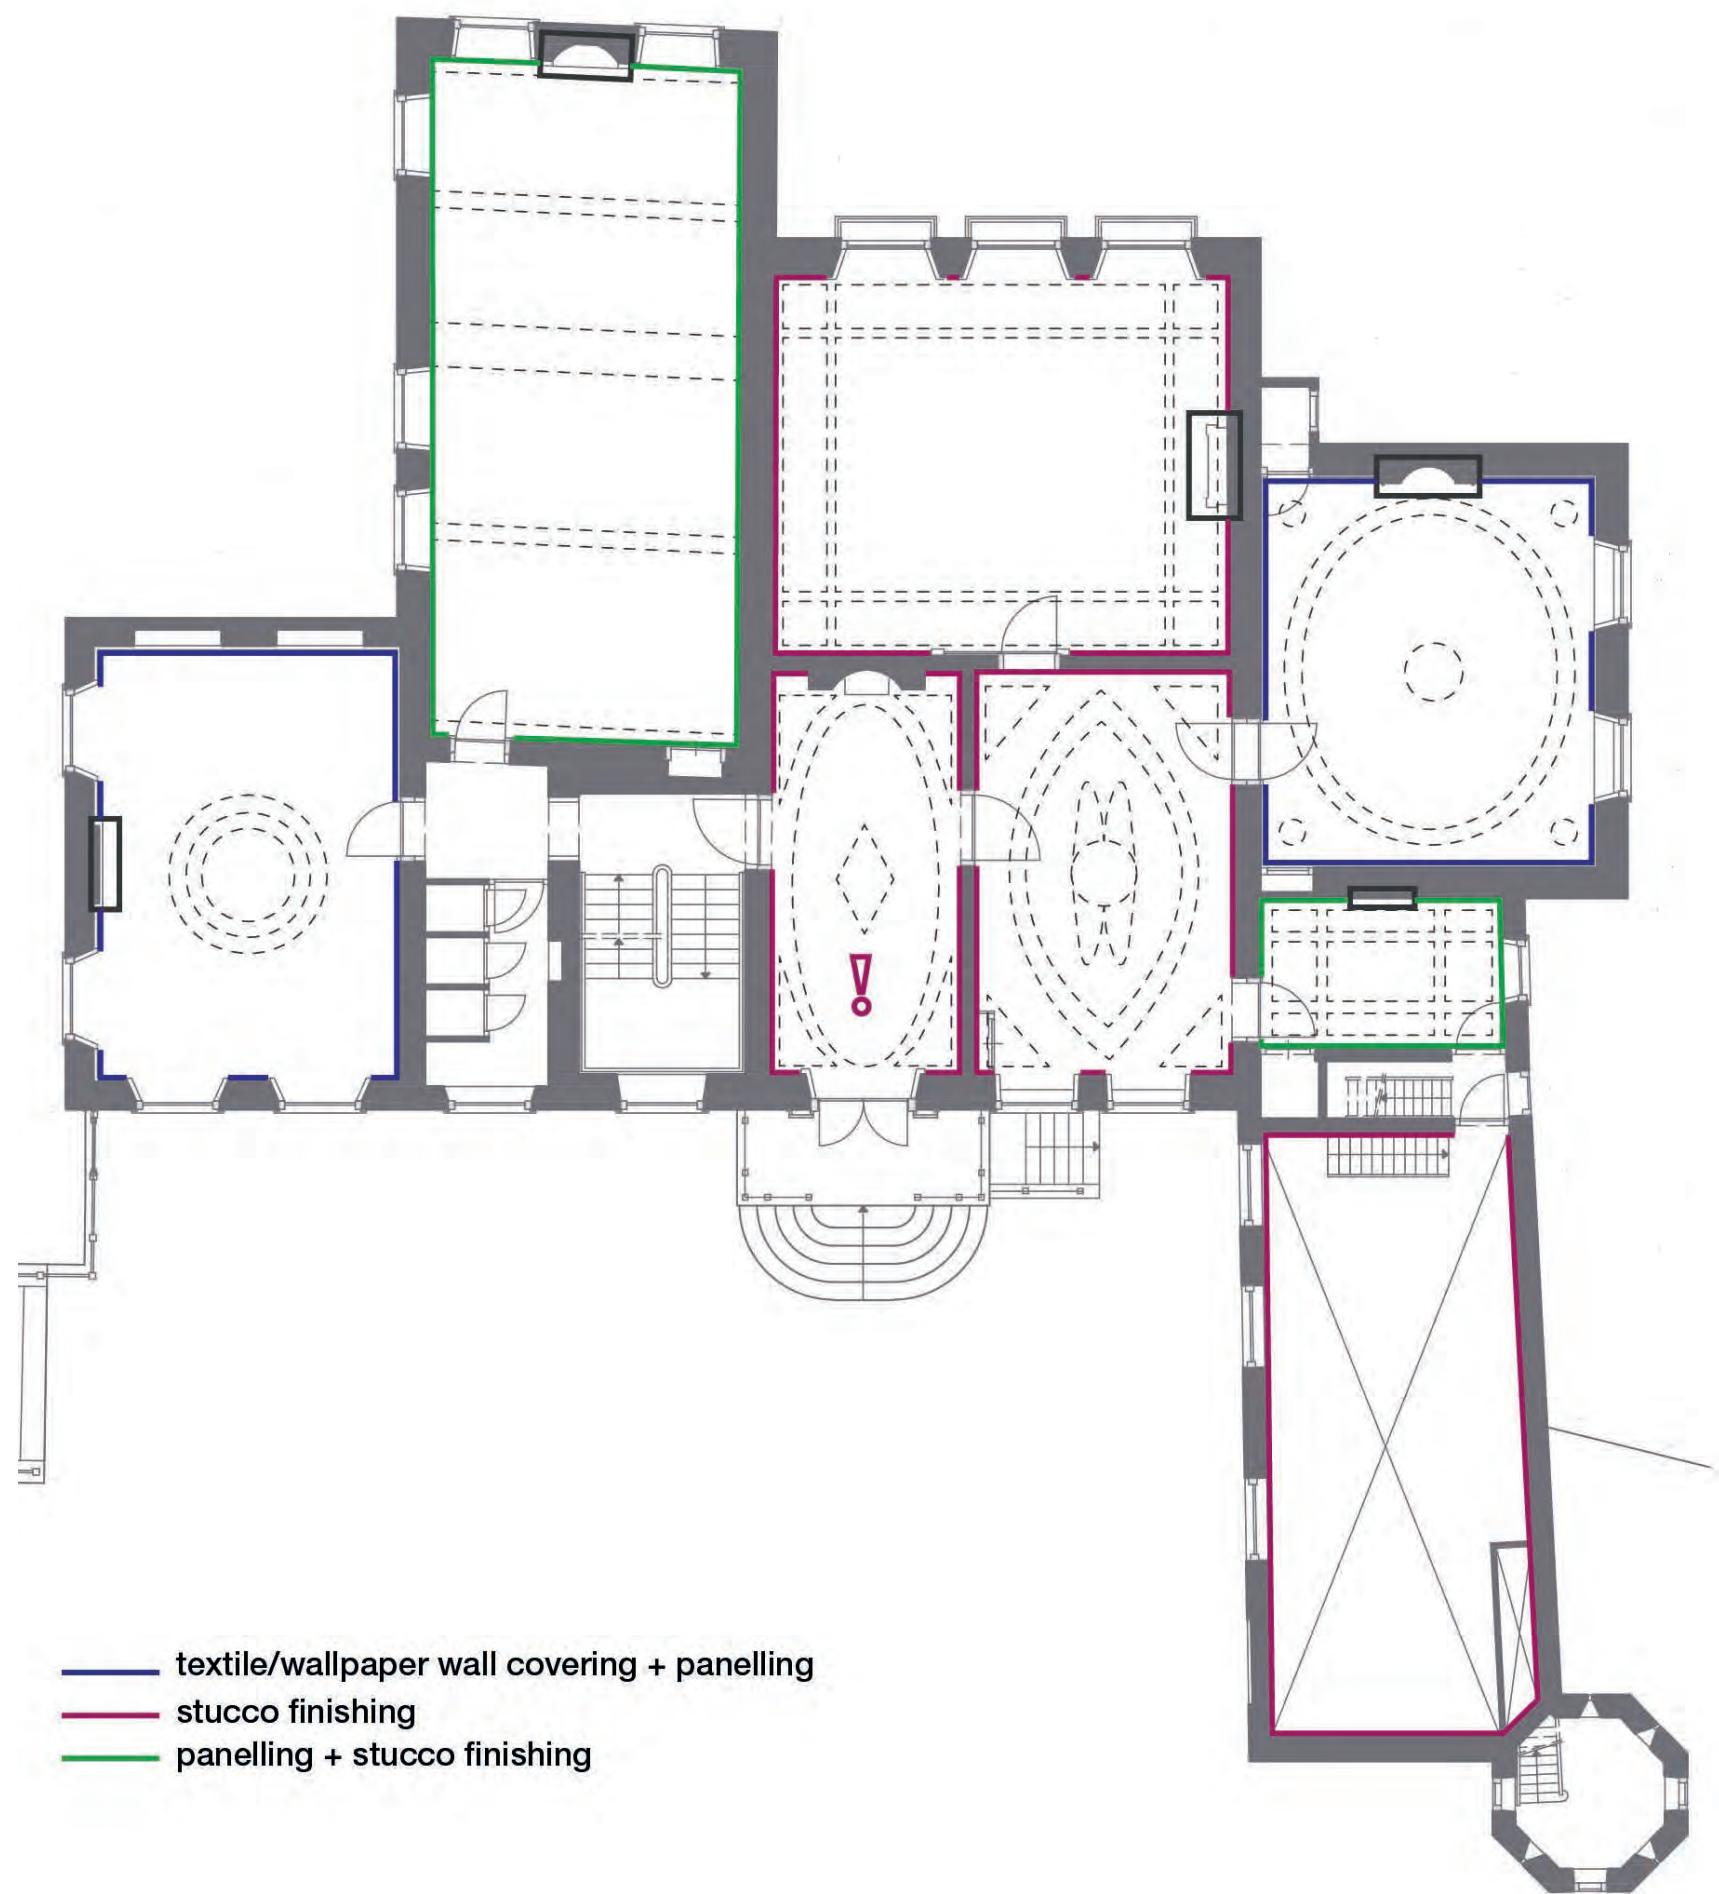 !
textile/wallpaper wall covering + panelling
stucco finishing
panelling + stucco finishing